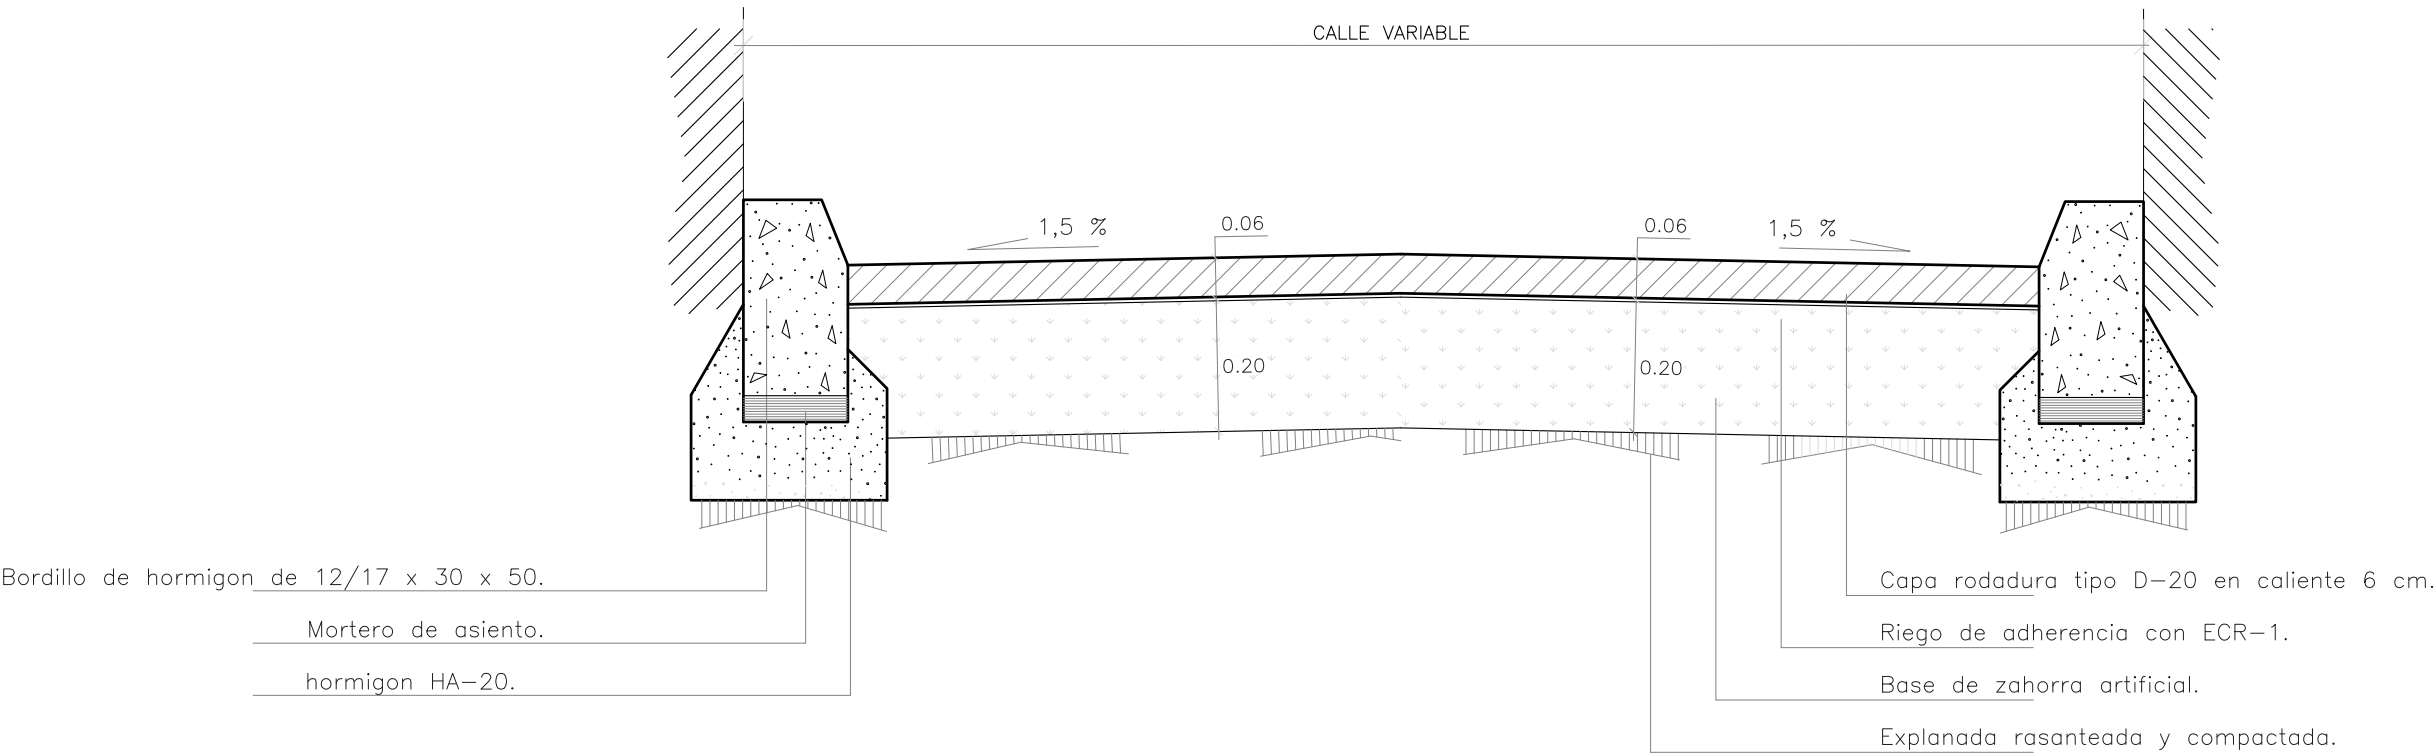 CALLE VARIABLE
1,5 %
0.06
0.06
1,5 %
0.20
0.20
Bordillo de hormigon de 12/17 x 30 x 50.
Mortero de asiento.
hormigon HA-20.
Capa rodadura tipo D-20 en caliente 6 cm.
Riego de adherencia con ECR-1.
Base de zahorra artificial.
Explanada rasanteada y compactada.